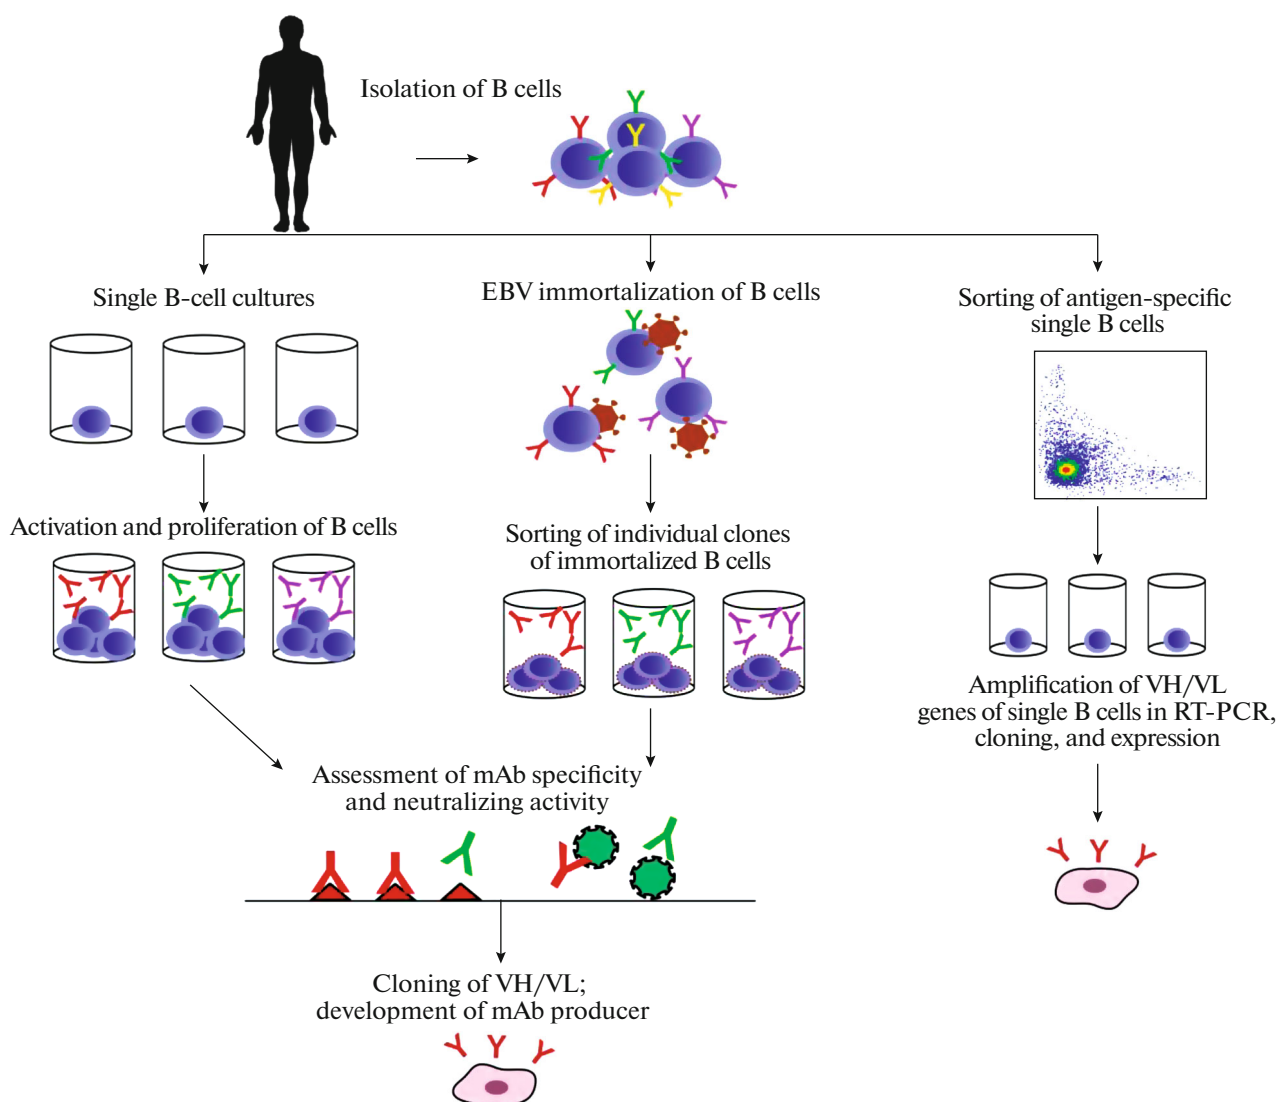 Isolation of B cells
Single B-cell cultures
EBV immortalization of B cells
Sorting of antigen-specific
single B cells
Activation and proliferation of B cells
Sorting of individual clones
of immortalized B cells
Amplification of VH/VL
genes of single B cells in RT-PCR,
cloning, and expression
Assessment of mAb specificity
and neutralizing activity
Cloning of VH/VL;
development of mAb producer